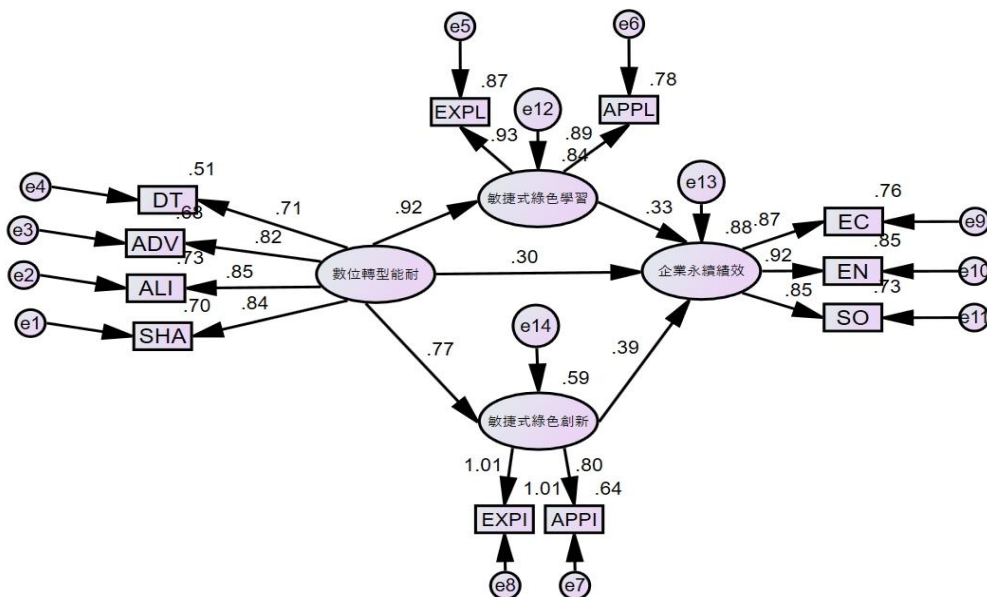 e5
e6
.87
.78
EXPL
e12
APPL
.93
.89
.84
e13
.51
e4
DT
.71
.92
敏捷式綠色學習
.33
.76
.88
.87
EC
e9
.68
e3
ADV
.82
.85
.92
.73
數位轉型能耐
.30
企業永續績效
EN
e10
e2
ALI
.85
.85
.73
.70
.84
SO
e11
e1
SHA
e14
.77
.39
.59
敏捷式綠色創新
1.01
.80
1.01
.64
EXPI
APPI
e8
e7